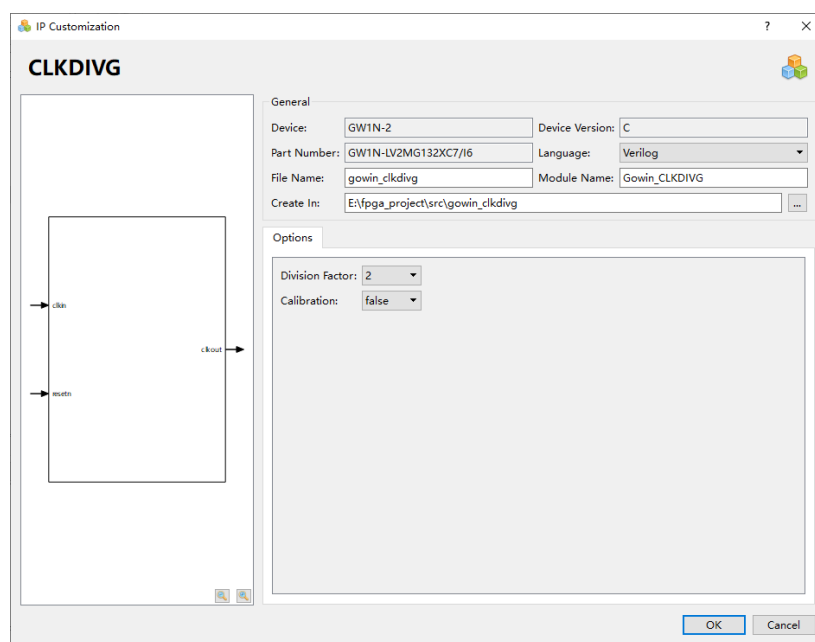 IP Customization
? ×
CLKDIVG
General
Device: GW1N-2 Device Version: C
Part Number: GW1N-LV2MG132XC7/I6 Language: Verilog
File Name: gowin_clkdivg Module Name: Gowin_CLKDIVG
Create In: E:\fpga_project\src\gowin_clkdivg ...
Options
Division Factor: 2
Calibration: false
clkin
clkout
resetn
OK Cancel